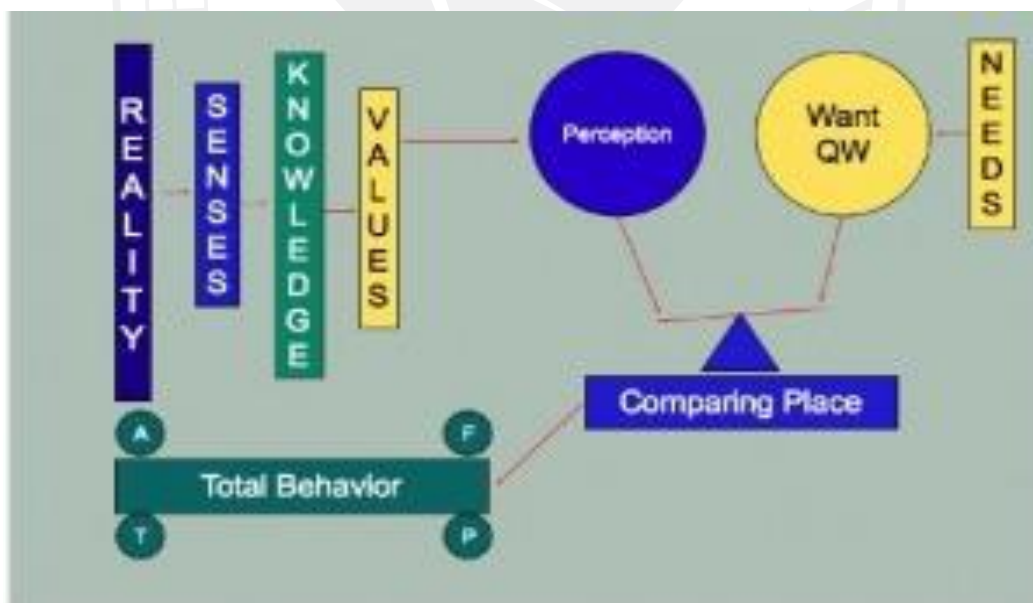 REALITY
SENSES
KNOWLEDGE
VALUES
Perception
Want
QW
NEEDS
Comparing Place
A
F
Total Behavior
T
P